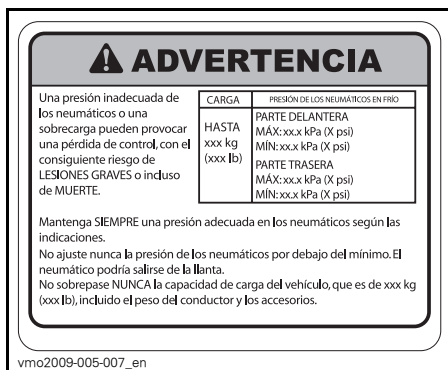 ADVERTENCIA
Una presión inadecuada de
los neumáticos o una
sobrecarga pueden provocar
una pérdida de control, con el
consiguiente riesgo de
LESIONES GRAVES o incluso
de MUERTE.
CARGA
PRESIÓN DE LOS NEUMÁTICOS EN FRÍO
HASTA
xxx kg
(xxx lb)
PARTE DELANTERA
MÁX: xx.x kPa (X psi)
MÍN: xx.x kPa (X psi)
PARTE TRASERA
MÁX: xx.x kPa (X psi)
MÍN: xx.x kPa (X psi)
Mantenga SIEMPRE una presión adecuada en los neumáticos según las
indicaciones.
No ajuste nunca la presión de los neumáticos por debajo del mínimo. El
neumático podría salirse de la llanta.
No sobrepase NUNCA la capacidad de carga del vehículo, que es de xxx kg
(xxx lb), incluido el peso del conductor y los accesorios.
vmo2009-005-007_en